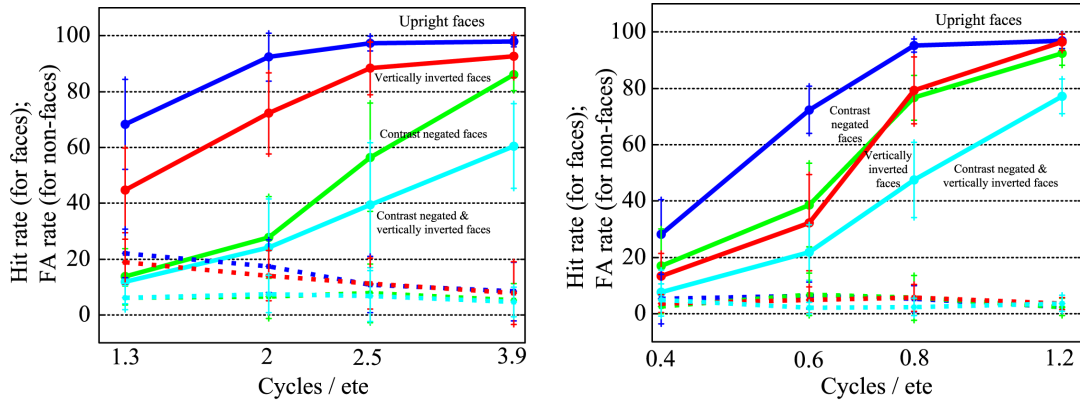 Hit rate (for faces);
FA rate (for non-faces)
100
80
60
40
20
0
Upright faces
Vertically inverted faces
Contrast negated faces
Contrast negated &
vertically inverted faces
1.3
2
2.5
3.9
Cycles / ete
Hit rate (for faces);
FA rate (for non-faces)
100
80
60
40
20
0
Upright faces
Contrast
negated
faces
Vertically
inverted
faces
Contrast negated &
vertically inverted faces
0.4
0.6
0.8
1.2
Cycles / ete